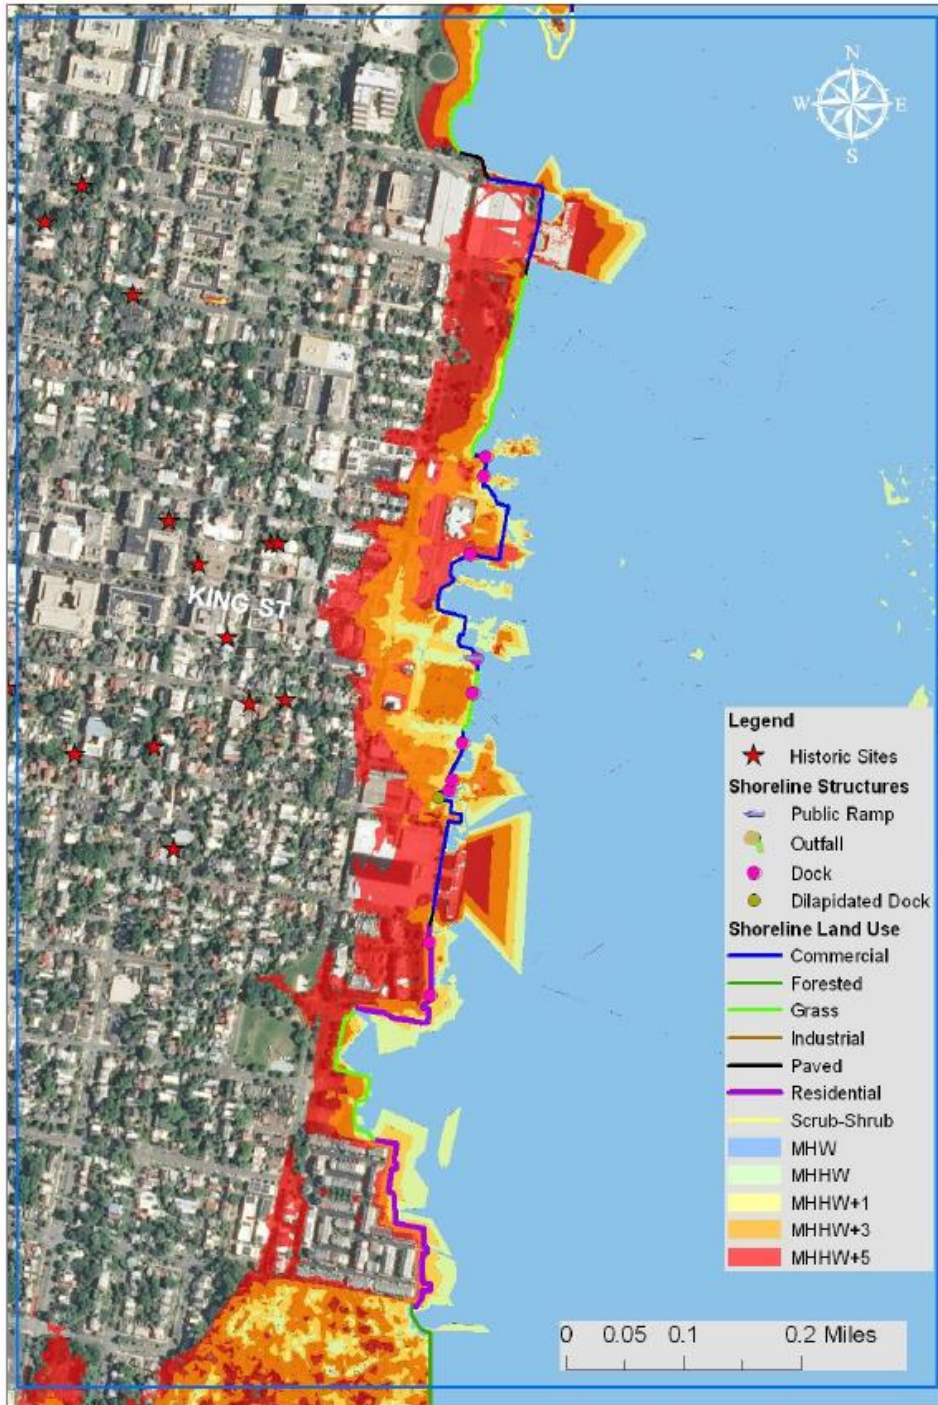 N
W E
S
KING ST
Legend
Historic Sites
Shoreline Structures
Public Ramp
Outfall
Dock
Dilapidated Dock
Shoreline Land Use
Commercial
Forested
Grass
Industrial
Paved
Residential
Scrub-Shrub
MHW
MHHW
MHHW+1
MHHW+3
MHHW+5
0 0.05 0.1 0.2 Miles